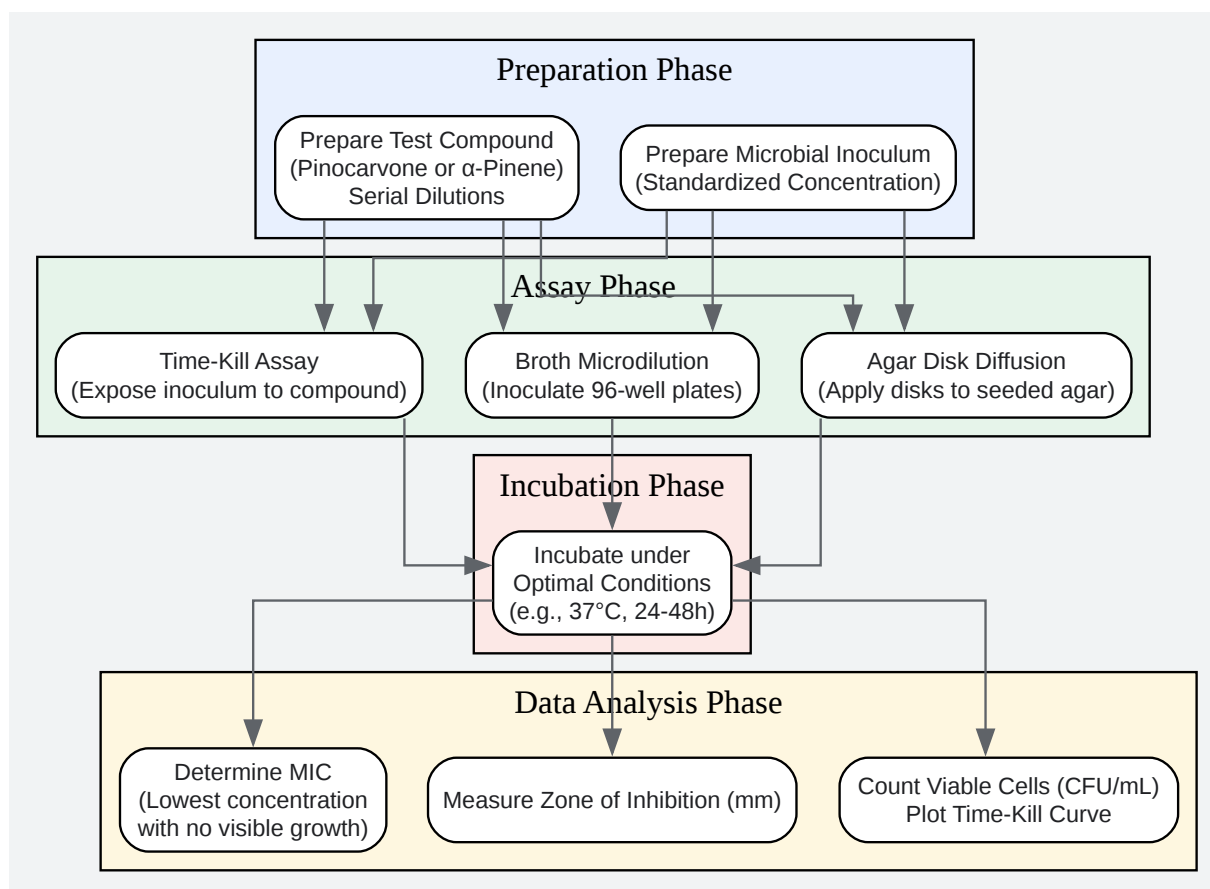 Preparation Phase
Prepare Test Compound
(Pinocarvone or α-Pinene)
Serial Dilutions
Prepare Microbial Inoculum
(Standardized Concentration)
Assay Phase
Time-Kill Assay
(Expose inoculum to compound)
Broth Microdilution
(Inoculate 96-well plates)
Agar Disk Diffusion
(Apply disks to seeded agar)
Incubation Phase
Incubate under
Optimal Conditions
(e.g., 37°C, 24-48h)
Data Analysis Phase
Determine MIC
(Lowest concentration
with no visible growth)
Measure Zone of Inhibition (mm)
Count Viable Cells (CFU/mL)
Plot Time-Kill Curve